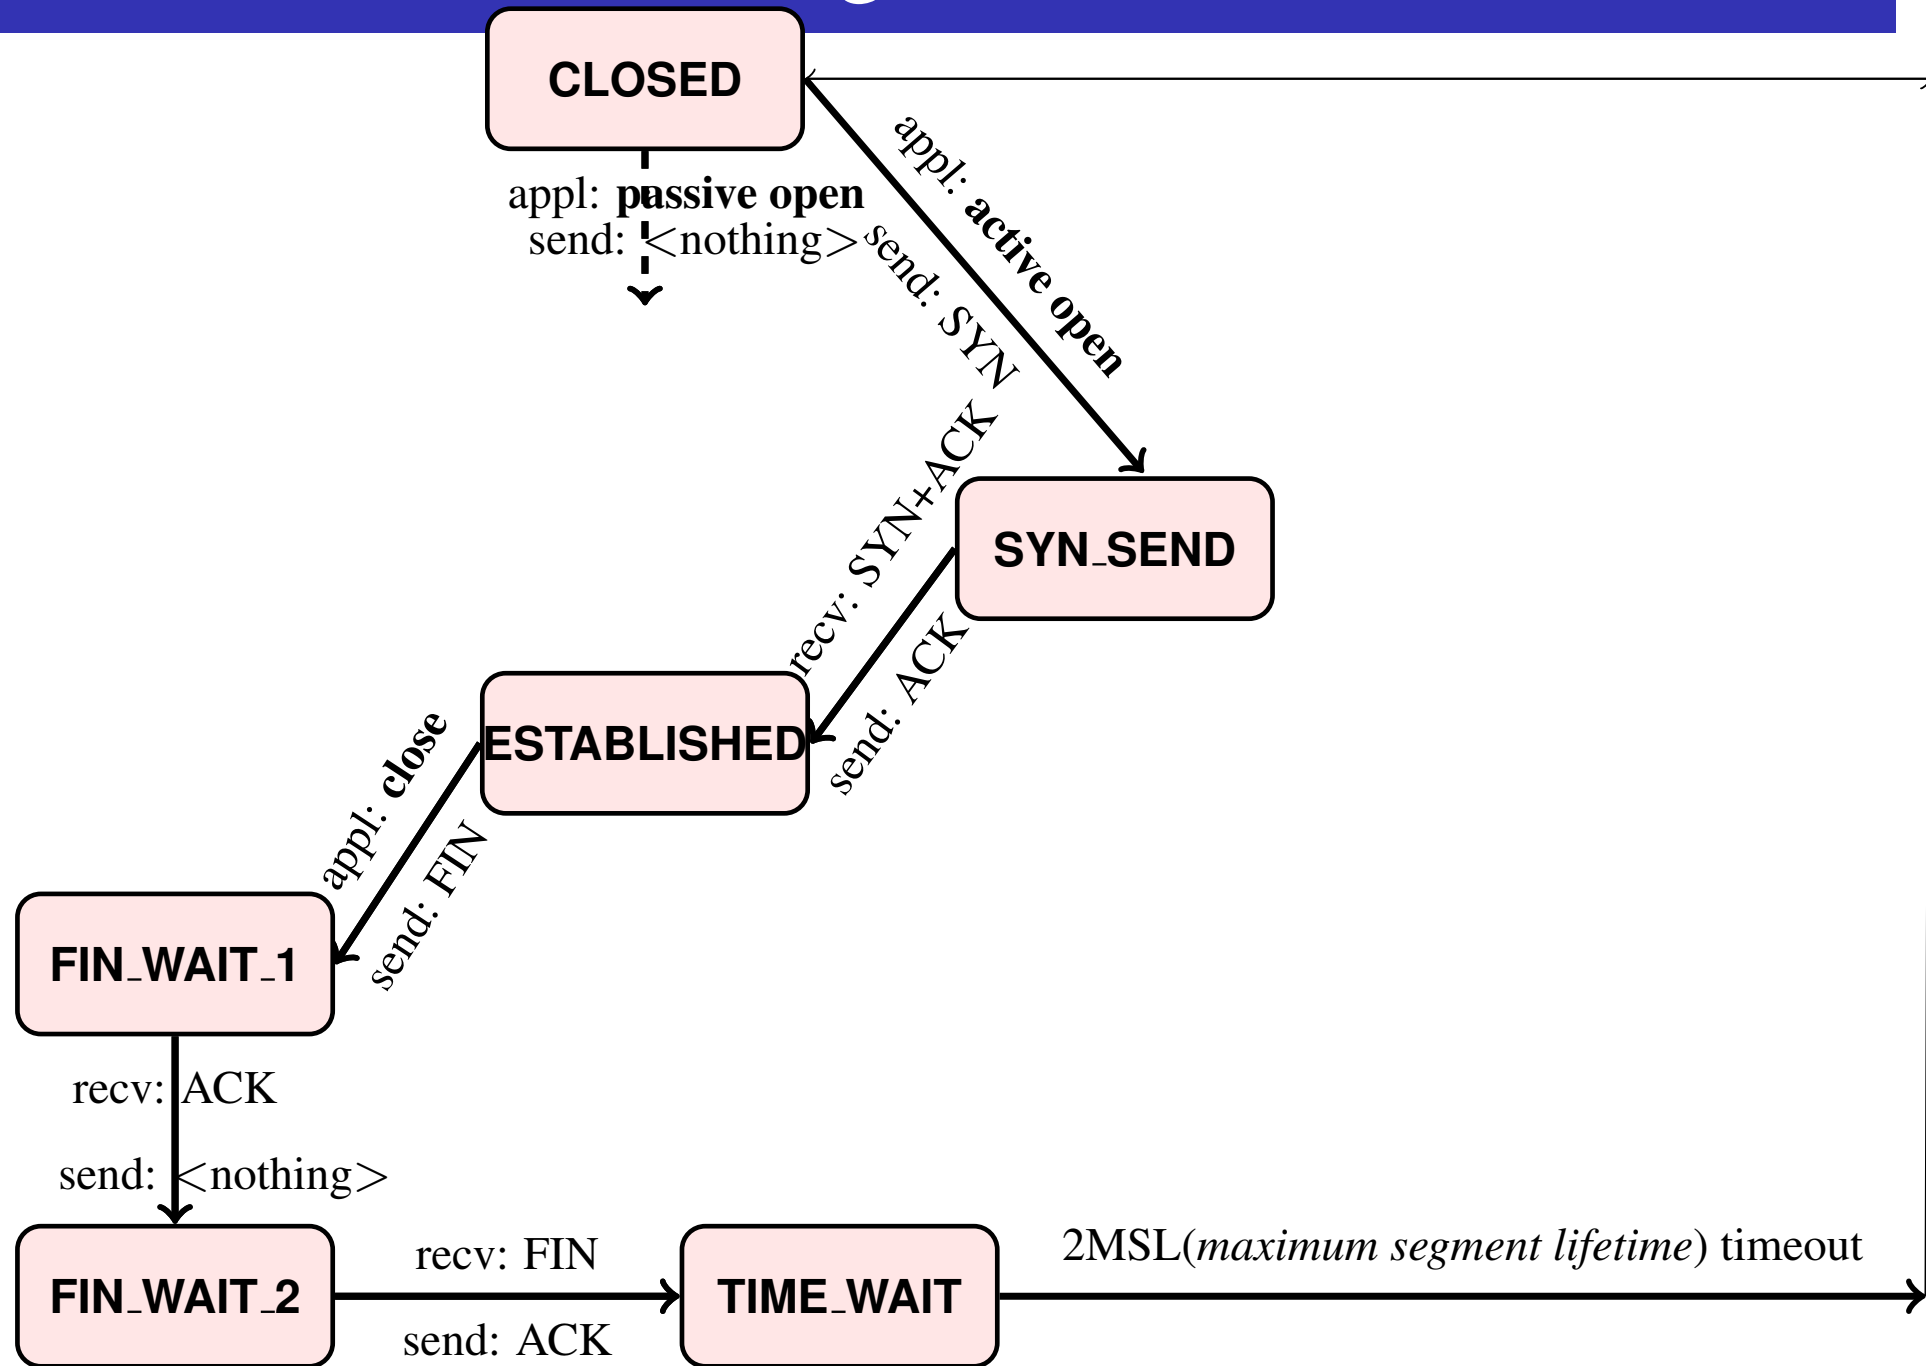 CLOSED
appl: passive open
send: <nothing>
appl: active open
send: SYN
recv: SYN+ACK
SYN_SEND
send: ACK
ESTABLISHED
appl: close
send: FIN
FIN_WAIT_1
recv: ACK
send: <nothing>
FIN_WAIT_2
recv: FIN
send: ACK
TIME_WAIT
2MSL(maximum segment lifetime) timeout